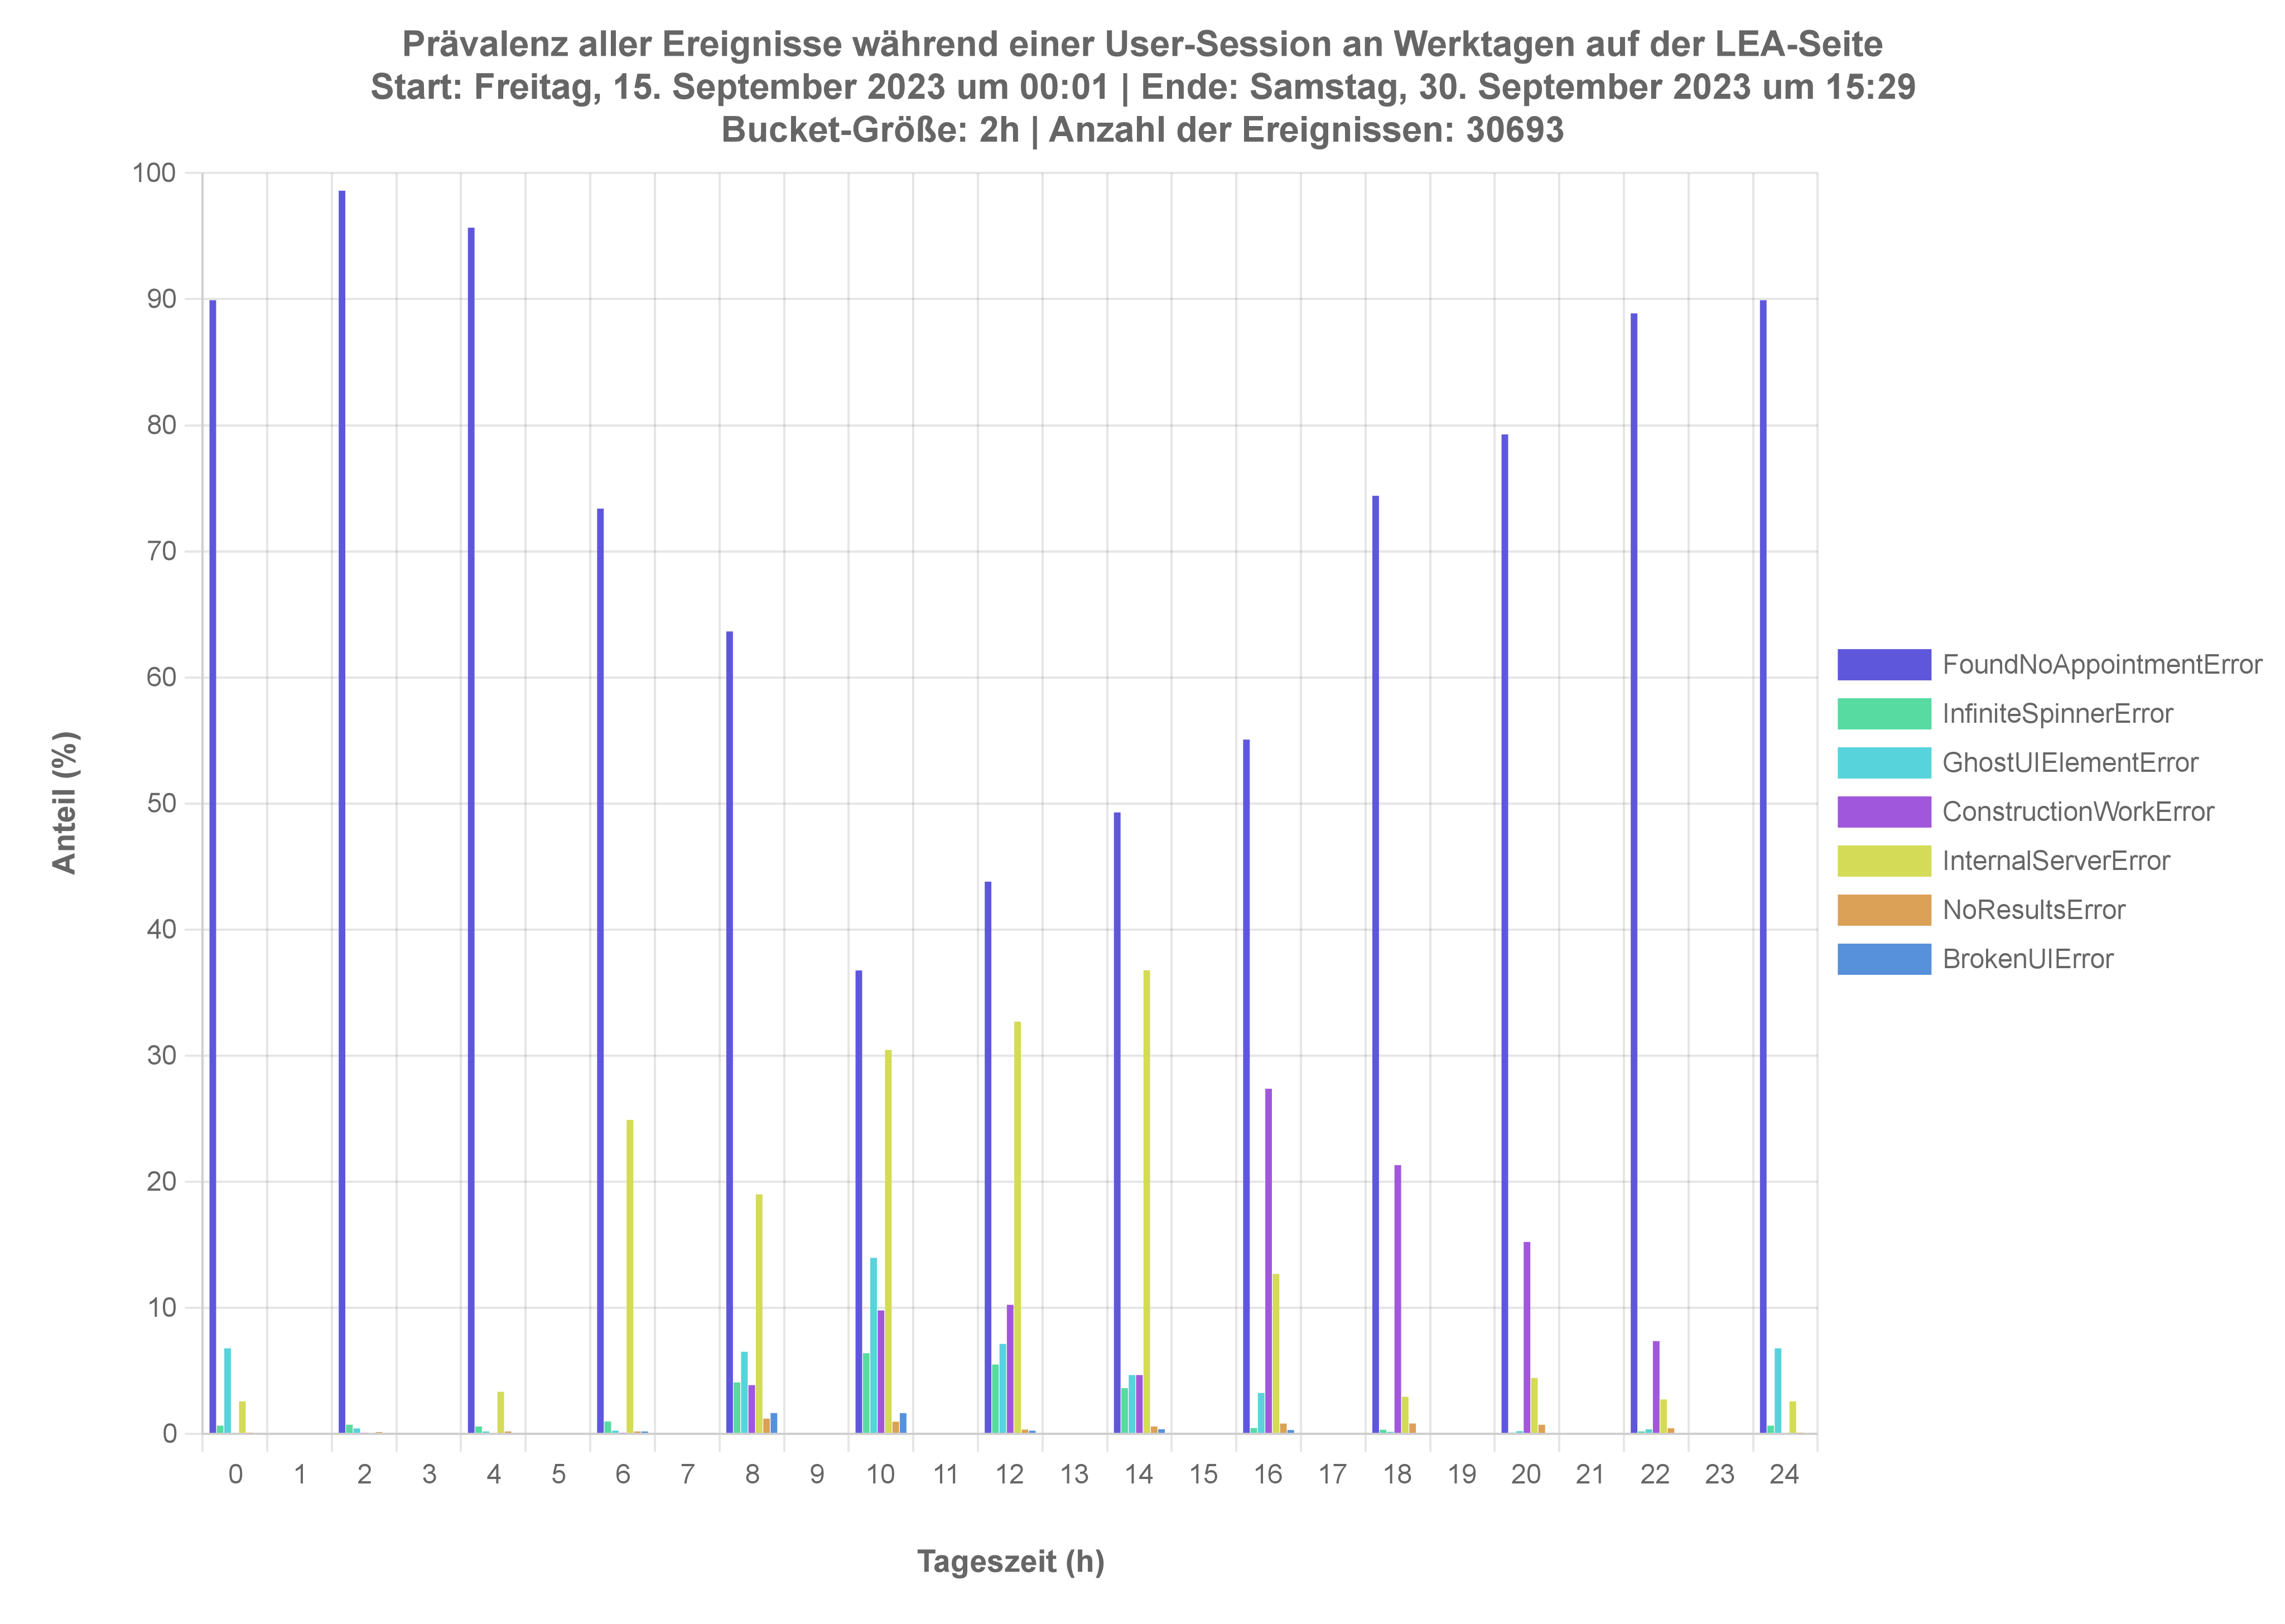 Prävalenz aller Ereignisse während einer User-Session an Werktagen auf der LEA-Seite
Start: Freitag, 15. September 2023 um 00:01 | Ende: Samstag, 30. September 2023 um 15:29
Bucket-Größe: 2h | Anzahl der Ereignissen: 30693
100
90
80
70
60
50
40
30
20
10
0
Anteil (%)
0 1 2 3 4 5 6 7 8 9 10 11 12 13 14 15 16 17 18 19 20 21 22 23 24
Tageszeit (h)
FoundNoAppointmentError
InfiniteSpinnerError
GhostUIElementError
ConstructionWorkError
InternalServerError
NoResultsError
BrokenUIError